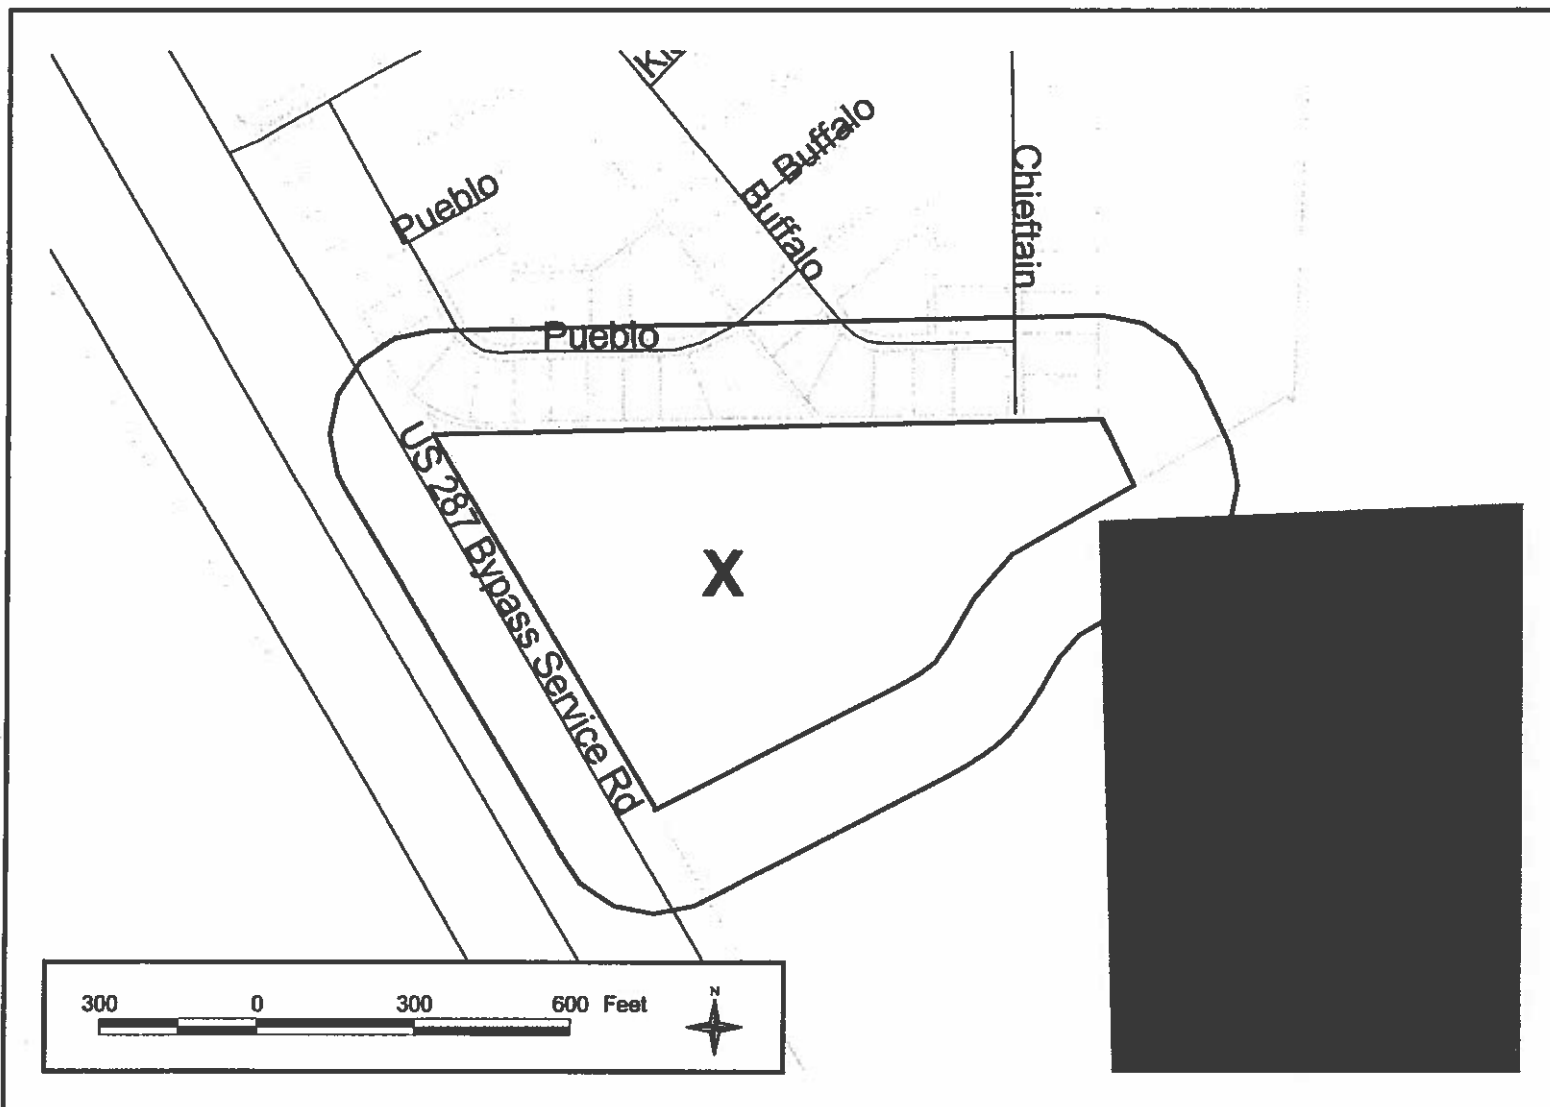 Buffalo
Pueblo
Buffalo
Chieftain
Pueblo
US 287 Bypass Service Rd
X
N
300 0 300 600 Feet